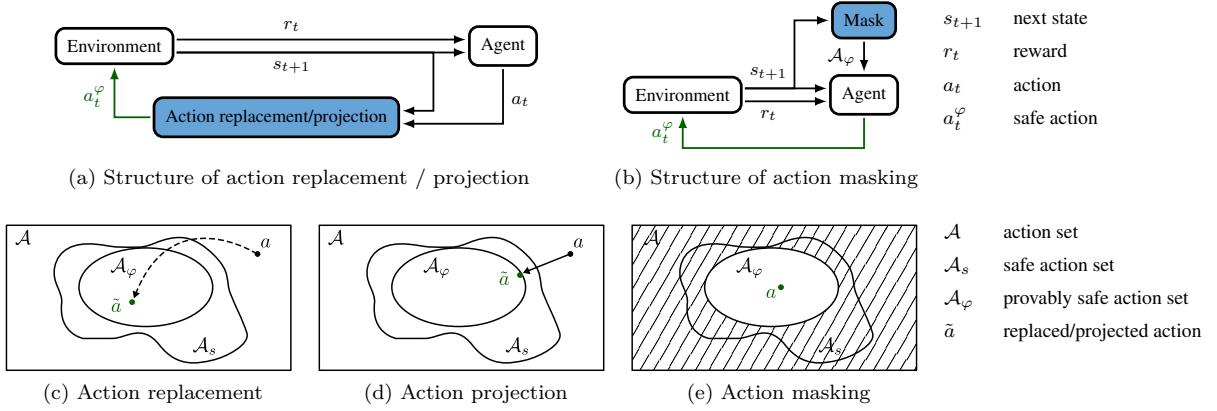 Environment
r_t
s_{t+1}
Agent
a_t^φ
a_t
Action replacement/projection
(a) Structure of action replacement / projection
Mask
𝒜_φ
s_{t+1}
Environment
Agent
r_t
a_t^φ
(b) Structure of action masking
s_{t+1} next state
r_t reward
a_t action
a_t^φ safe action
𝒜
a
𝒜_φ
ã
𝒜_s
(c) Action replacement
𝒜
a
𝒜_φ
ã
𝒜_s
(d) Action projection
𝒜
𝒜_φ
a
𝒜_s
(e) Action masking
𝒜 action set
𝒜_s safe action set
𝒜_φ provably safe action set
ã replaced/projected action